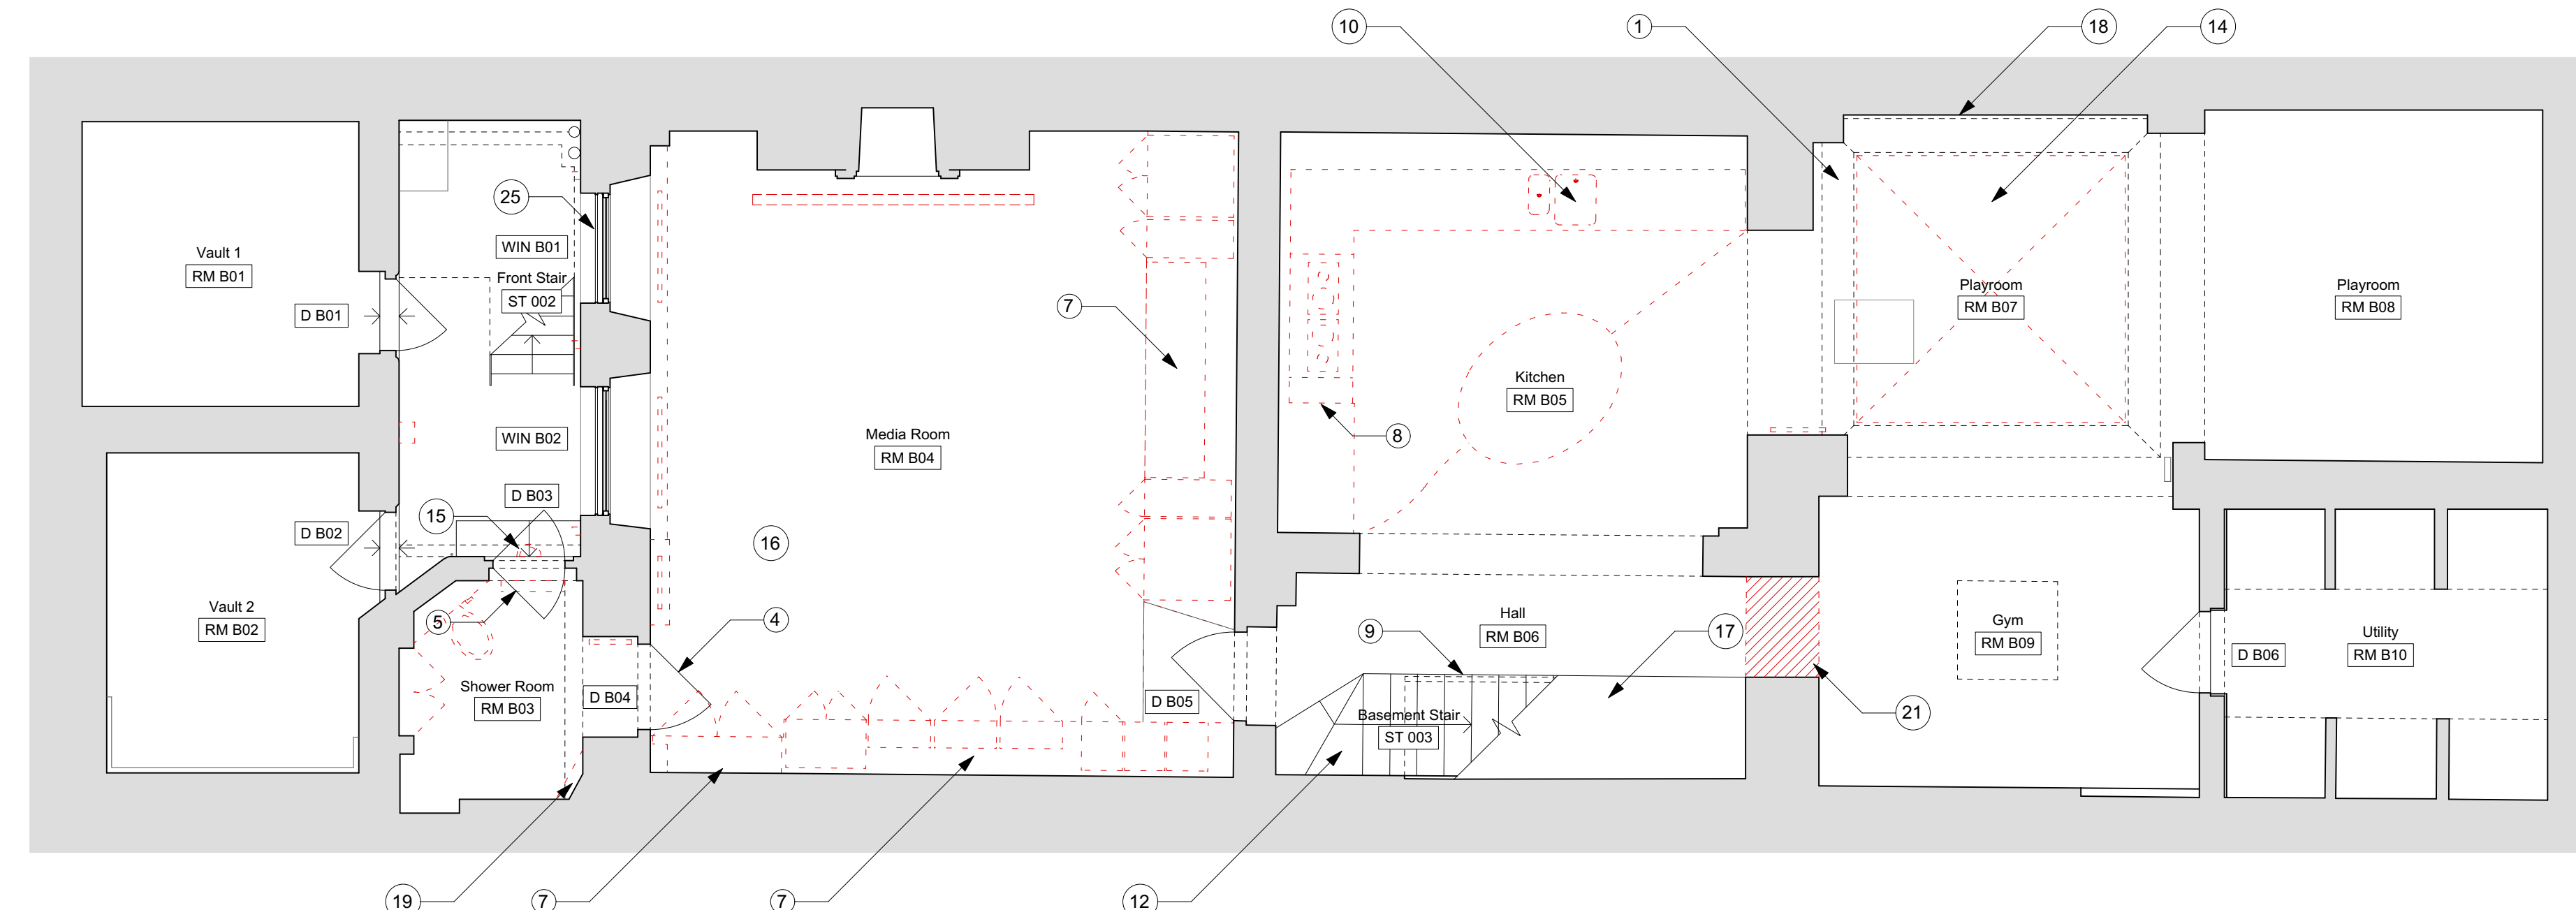 10
1
18
14
25
WIN B01
Vault 1
RM B01
Front Stair
ST 002
D B01
7
Playroom
RM B07
Playroom
RM B08
Kitchen
RM B05
WIN B02
Media Room
RM B04
8
D B03
15
D B02
16
Vault 2
RM B02
5
4
Hall
RM B06
9
17
Gym
RM B09
Utility
RM B10
D B06
Shower Room
RM B03
D B04
D B05
Basement Stair
ST 003
21
19
7
7
12